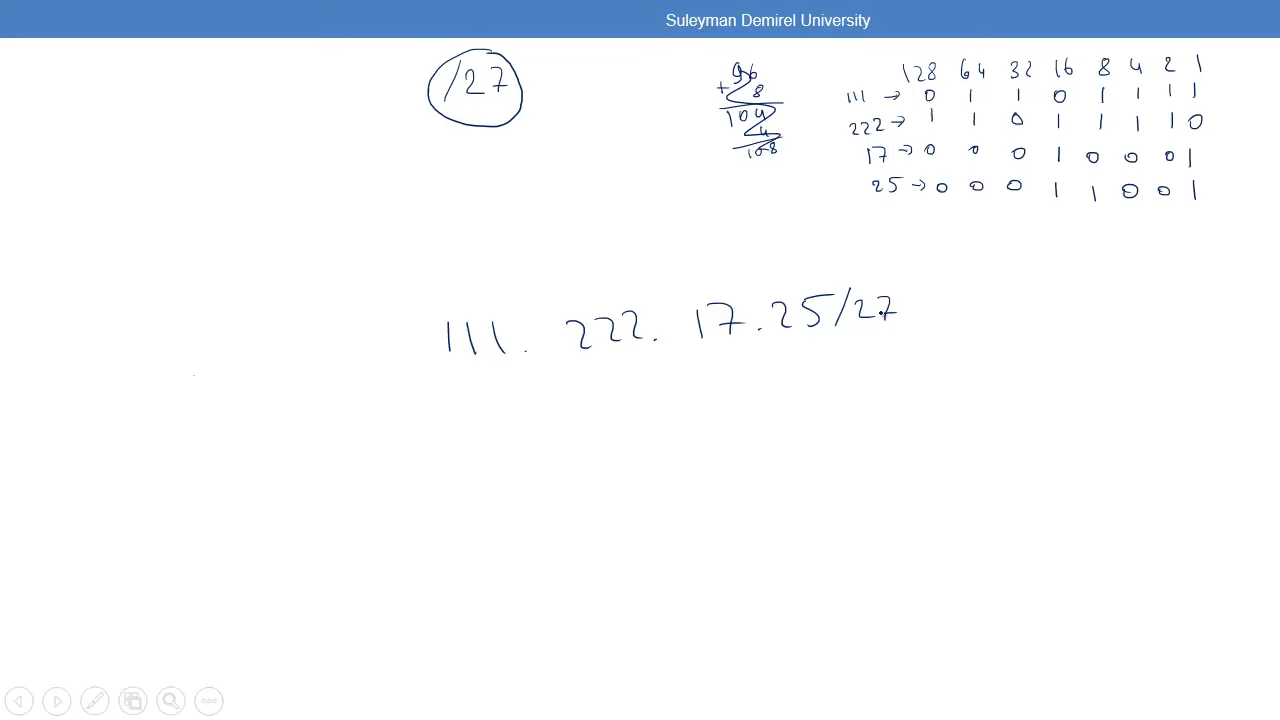 Suleyman Demirel University
/27
96
+ 8
104
4
108
128 64 32 16 8 4 2 1
111 → 0 1 1 0 1 1 1 1
222 → 1 1 0 1 1 1 1 0
17 → 0 0 0 1 0 0 0 1
25 → 0 0 0 1 1 0 0 1
111. 222. 17. 25/27